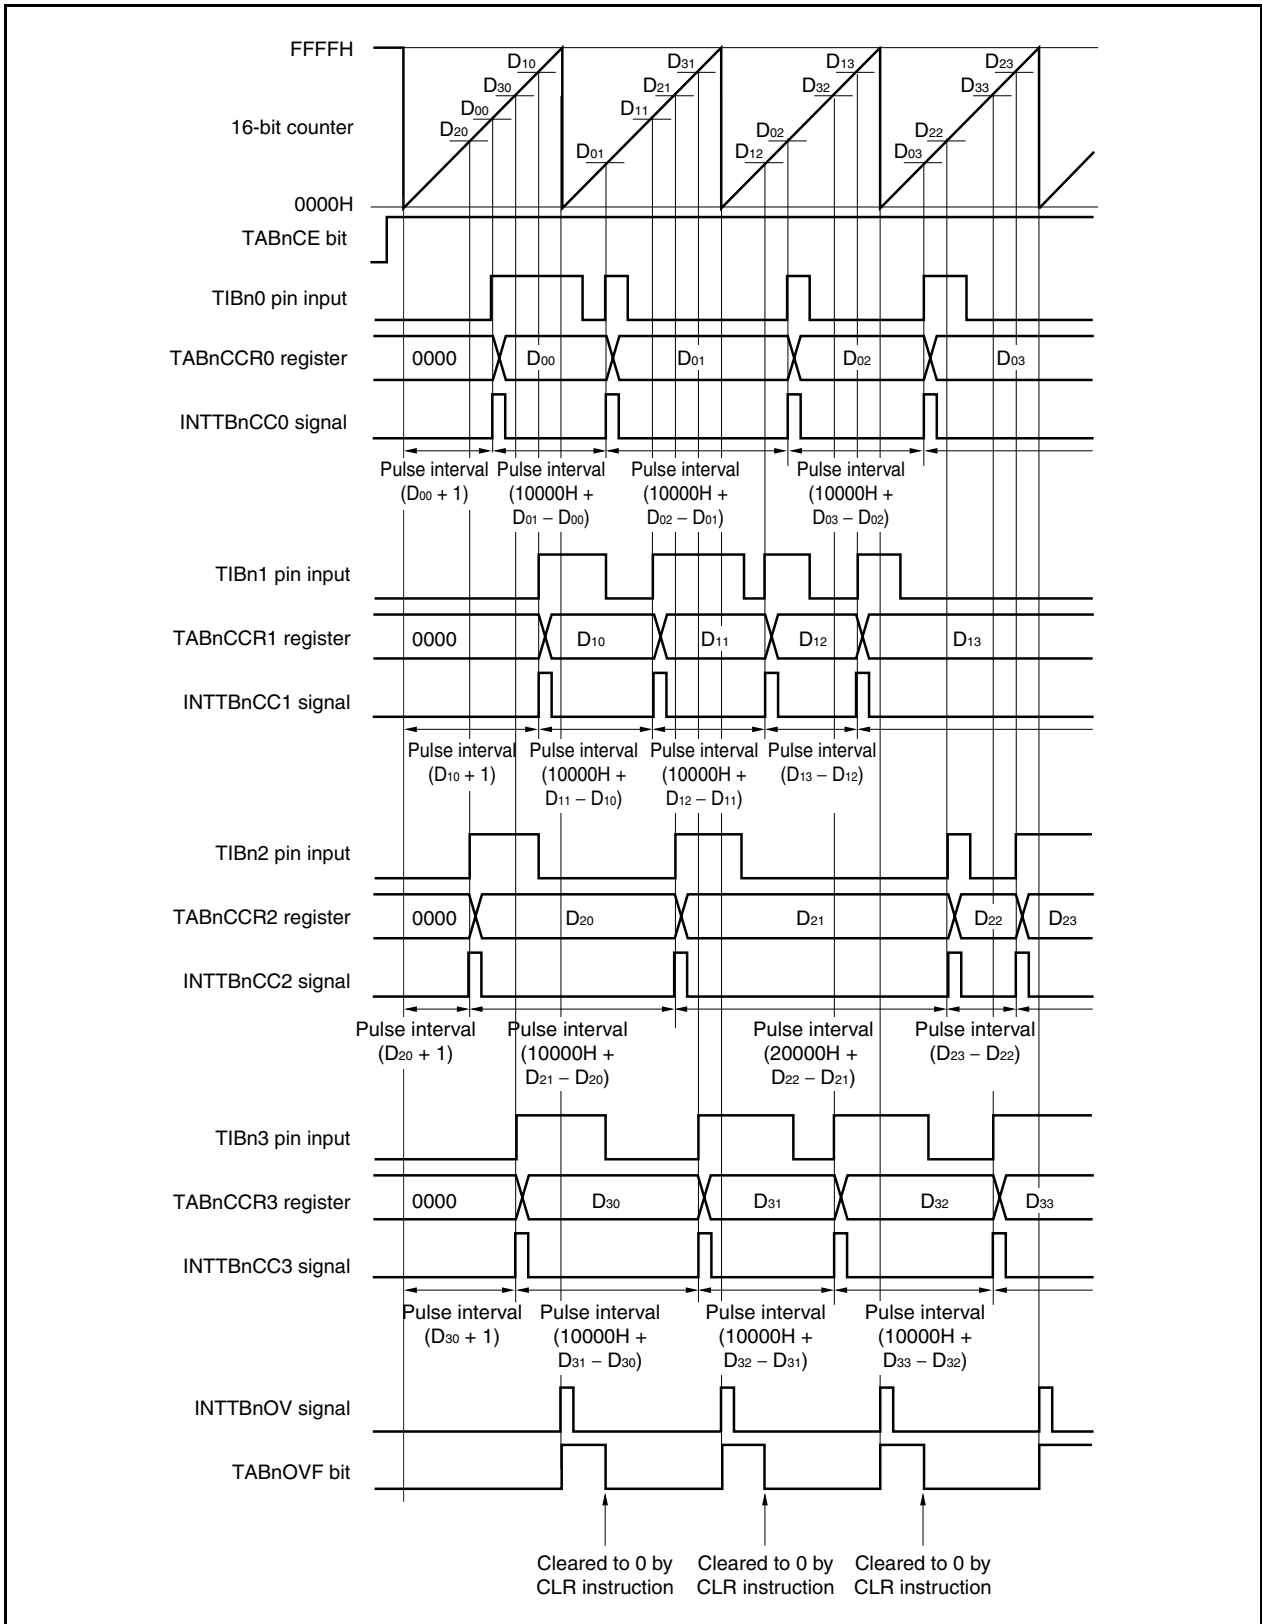 FFFFH
D10
D31
D13
D23
D30
D21
D32
D33
D00
D11
16-bit counter
D20
D02
D22
D01
D12
D03
0000H
TABnCE bit
TIBn0 pin input
TABnCCR0 register 0000 D00 D01 D02 D03
INTTBnCC0 signal
Pulse interval
(D00 + 1)
Pulse interval
(10000H +
D01 – D00)
Pulse interval
(10000H +
D02 – D01)
Pulse interval
(10000H +
D03 – D02)
TIBn1 pin input
TABnCCR1 register 0000 D10 D11 D12 D13
INTTBnCC1 signal
Pulse interval
(D10 + 1)
Pulse interval
(10000H +
D11 – D10)
Pulse interval
(10000H +
D12 – D11)
Pulse interval
(D13 – D12)
TIBn2 pin input
TABnCCR2 register 0000 D20 D21 D22 D23
INTTBnCC2 signal
Pulse interval
(D20 + 1)
Pulse interval
(10000H +
D21 – D20)
Pulse interval
(20000H +
D22 – D21)
Pulse interval
(D23 – D22)
TIBn3 pin input
TABnCCR3 register 0000 D30 D31 D32 D33
INTTBnCC3 signal
Pulse interval
(D30 + 1)
Pulse interval
(10000H +
D31 – D30)
Pulse interval
(10000H +
D32 – D31)
Pulse interval
(10000H +
D33 – D32)
INTTBnOV signal
TABnOVF bit
Cleared to 0 by
CLR instruction
Cleared to 0 by
CLR instruction
Cleared to 0 by
CLR instruction